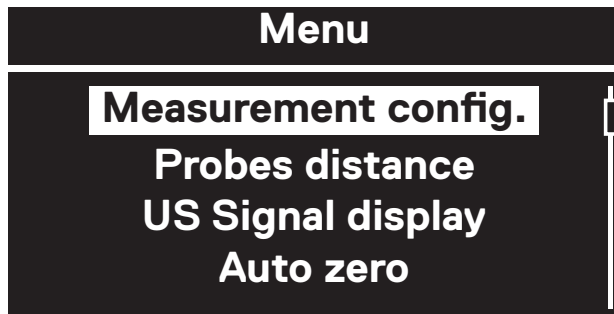 Menu
Measurement config.
Probes distance
US Signal display
Auto zero